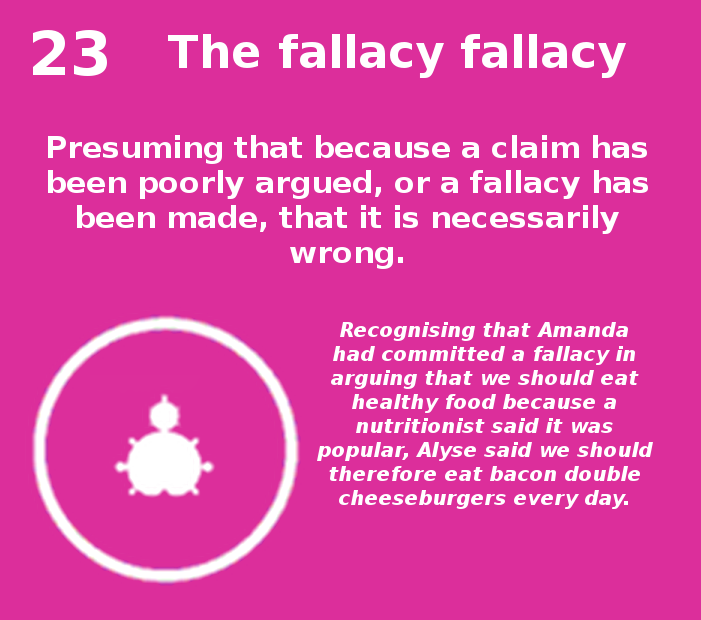 23 The fallacy fallacy
Presuming that because a claim has
been poorly argued, or a fallacy has
been made, that it is necessarily
wrong.
Recognising that Amanda
had committed a fallacy in
arguing that we should eat
healthy food because a
nutritionist said it was
popular, Alyse said we should
therefore eat bacon double
cheeseburgers every day.